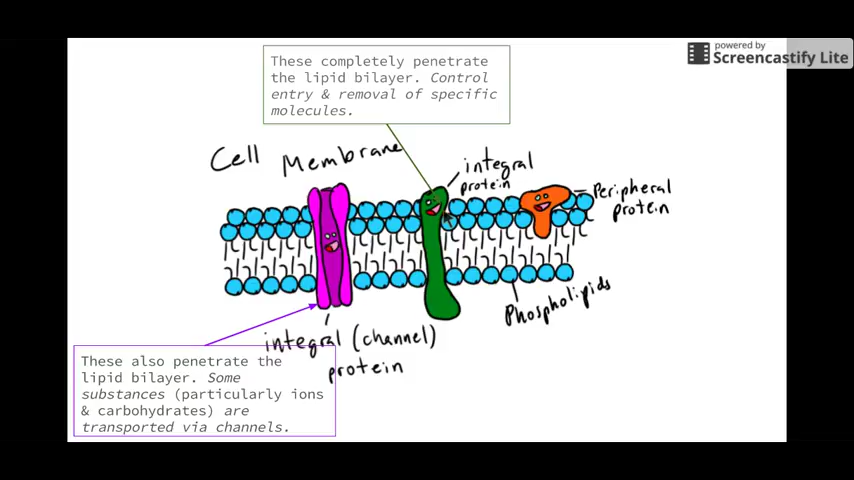 powered by
Screencastify Lite
These completely penetrate
the lipid bilayer. Control
entry & removal of specific
molecules.
Cell Membrane
integral
protein
Peripheral
protein
Phospholipids
integral (channel)
protein
These also penetrate the
lipid bilayer. Some
substances (particularly ions
& carbohydrates) are
transported via channels.